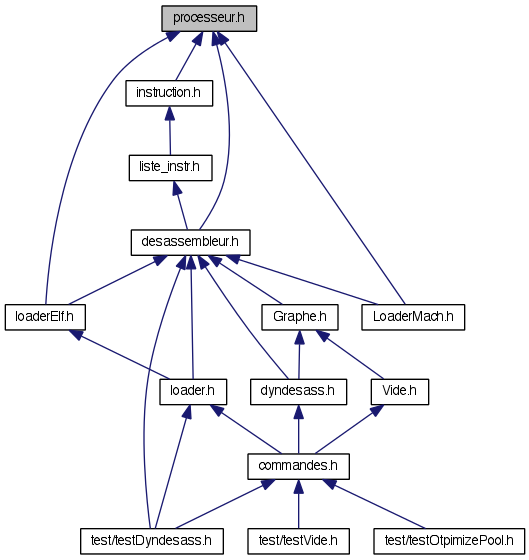 processeur.h
instruction.h
liste_instr.h
desassembleur.h
loaderElf.h
Graphe.h
LoaderMach.h
loader.h
dyndesass.h
Vide.h
commandes.h
test/testDyndesass.h
test/testVide.h
test/testOtpimizePool.h